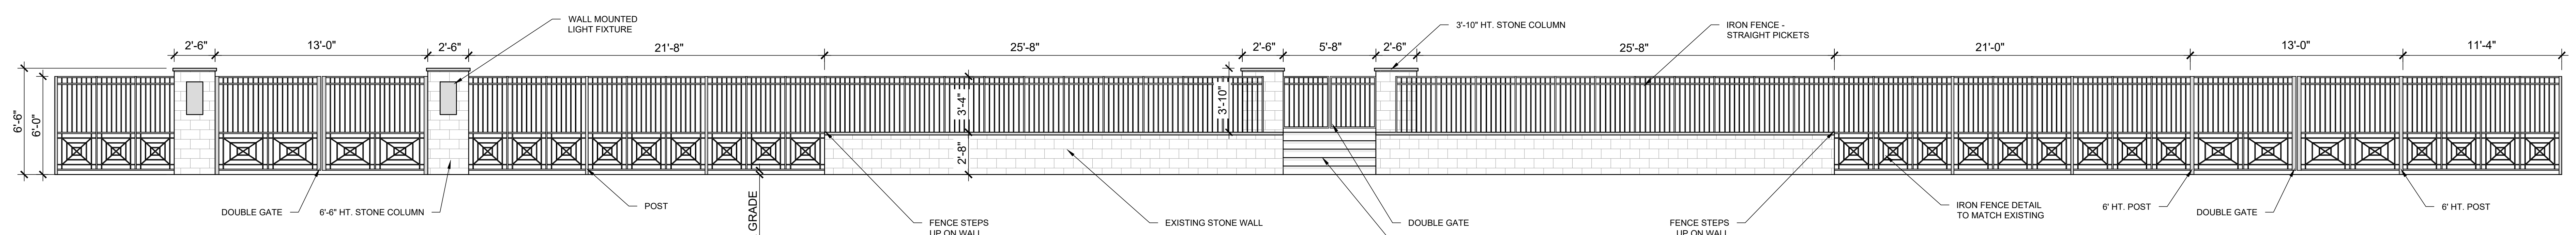 WALL MOUNTED
LIGHT FIXTURE
3'-10" HT. STONE COLUMN
IRON FENCE -
STRAIGHT PICKETS
2'-6"
13'-0"
2'-6"
21'-8"
25'-8"
2'-6"
5'-8"
2'-6"
25'-8"
21'-0"
13'-0"
11'-4"
6'-6"
6'-0"
3'-4"
3'-10"
2'-8"
GRADE
DOUBLE GATE
6'-6" HT. STONE COLUMN
POST
FENCE STEPS
UP ON WALL
EXISTING STONE WALL
DOUBLE GATE
FENCE STEPS
UP ON WALL
IRON FENCE DETAIL
TO MATCH EXISTING
6' HT. POST
DOUBLE GATE
6' HT. POST